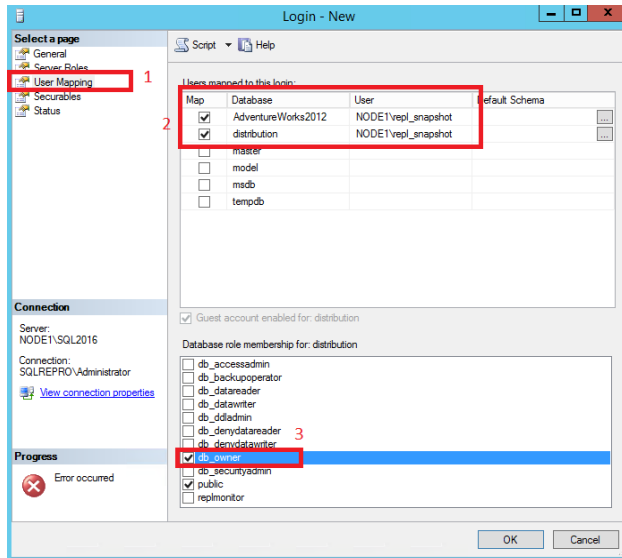 Login - New
Select a page
General
Server Roles
User Mapping
Securables
Status
1
Script
Help
Users mapped to this login:
Map Database User Default Schema
2
AdventureWorks2012 NODE1\repl_snapshot ...
distribution NODE1\repl_snapshot ...
master
model
msdb
tempdb
Guest account enabled for: distribution
Database role membership for: distribution
db_accessadmin
db_backupoperator
db_datareader
db_datawriter
db_ddladmin
db_denydatareader
db_denydatawriter
3
db_owner
db_securityadmin
public
replmonitor
Connection
Server:
NODE1\SQL2016
Connection:
SQLREPRO\Administrator
View connection properties
Progress
Error occurred
OK Cancel